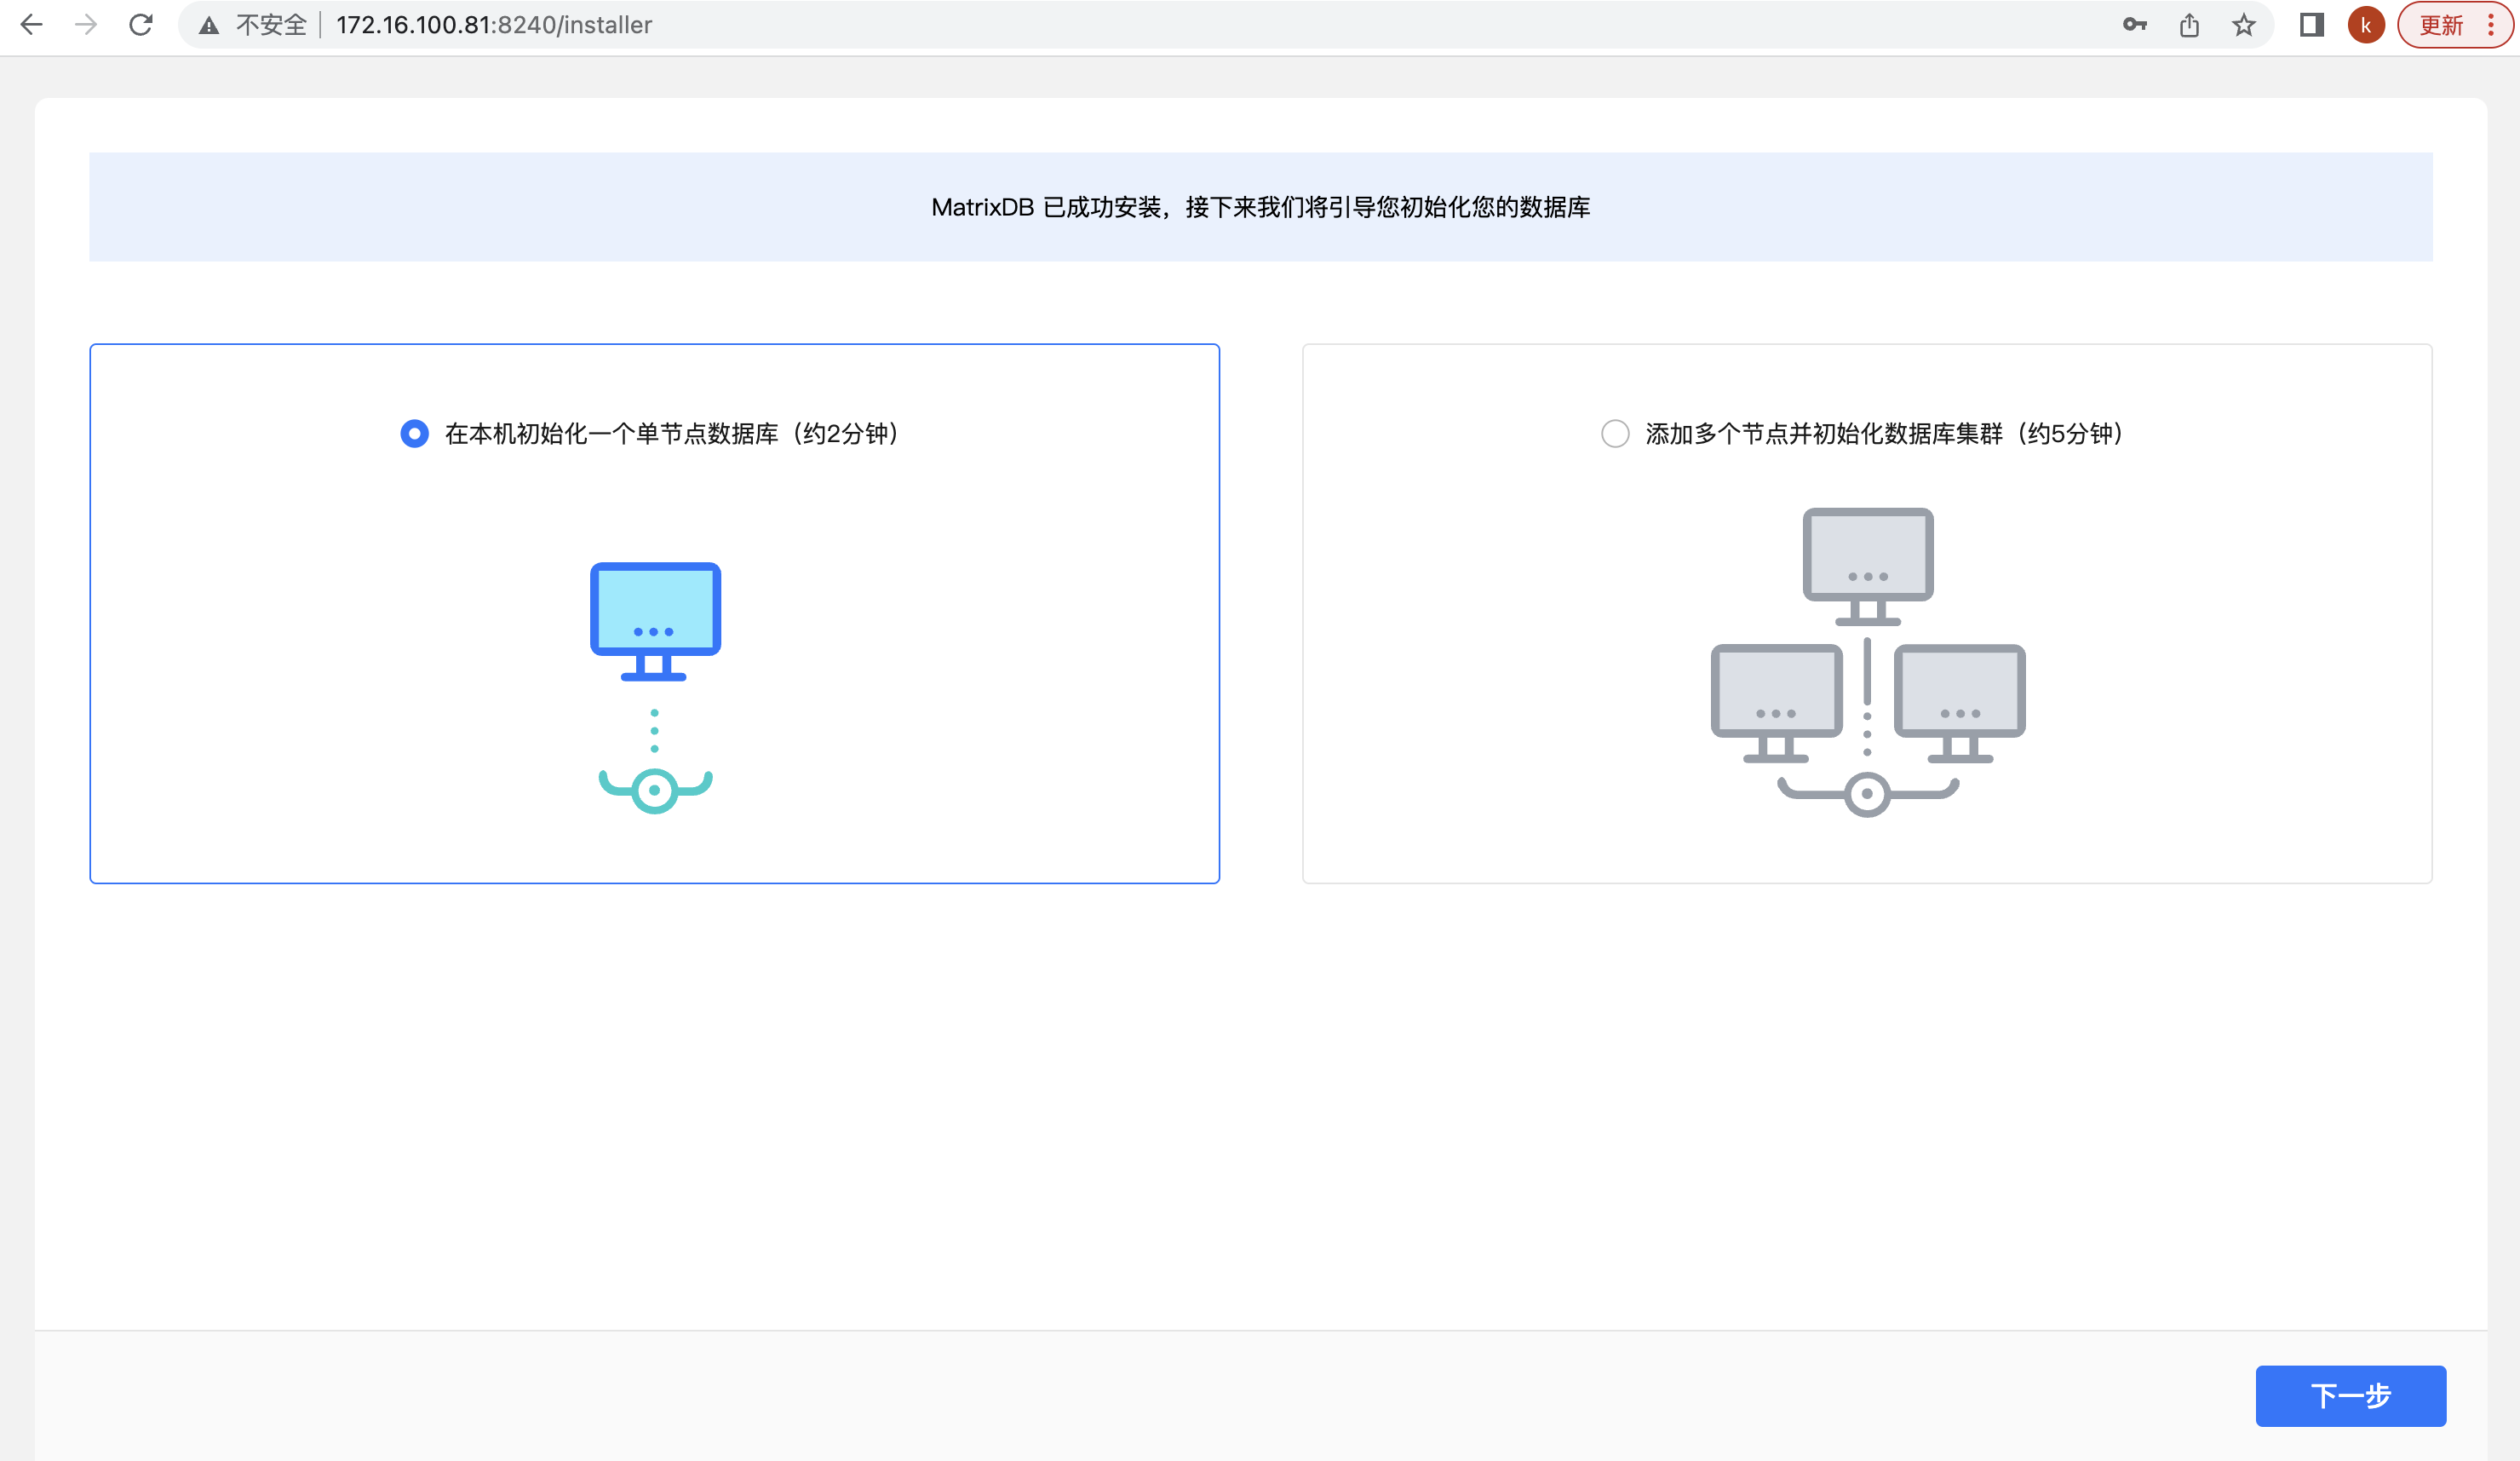 不安全 172.16.100.81:8240/installer k 更新
MatrixDB 已成功安装，接下来我们将引导您初始化您的数据库
在本机初始化一个单节点数据库（约2分钟）
添加多个节点并初始化数据库集群（约5分钟）
下一步